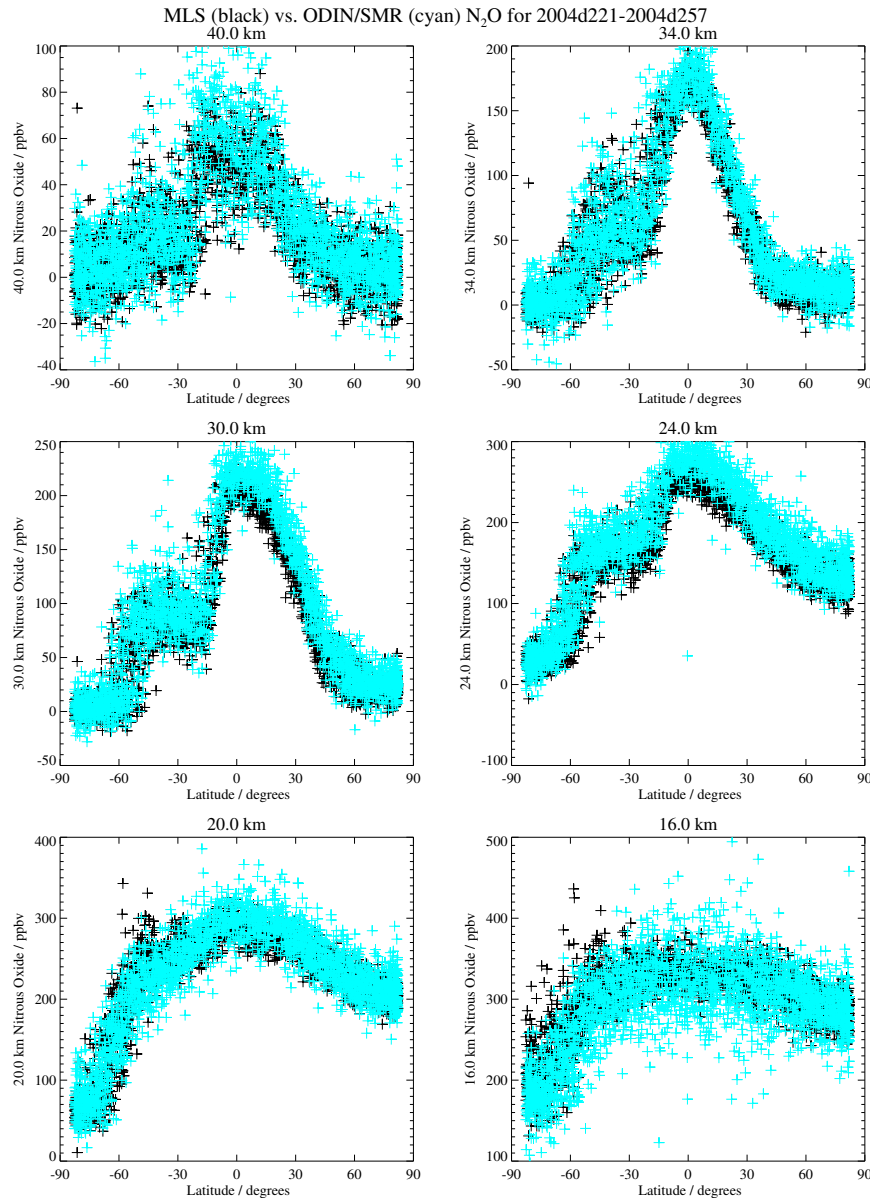 MLS (black) vs. ODIN/SMR (cyan) N₂O for 2004d221-2004d257
40.0 km
40.0 km Nitrous Oxide / ppbv
100
80
60
40
20
0
-20
-40
-90 -60 -30 0 30 60 90
Latitude / degrees
34.0 km
34.0 km Nitrous Oxide / ppbv
200
150
100
50
0
-50
-90 -60 -30 0 30 60 90
Latitude / degrees
30.0 km
30.0 km Nitrous Oxide / ppbv
250
200
150
100
50
0
-50
-90 -60 -30 0 30 60 90
Latitude / degrees
24.0 km
24.0 km Nitrous Oxide / ppbv
300
200
100
0
-100
-90 -60 -30 0 30 60 90
Latitude / degrees
20.0 km
20.0 km Nitrous Oxide / ppbv
400
300
200
100
0
-90 -60 -30 0 30 60 90
Latitude / degrees
16.0 km
16.0 km Nitrous Oxide / ppbv
500
400
300
200
100
-90 -60 -30 0 30 60 90
Latitude / degrees